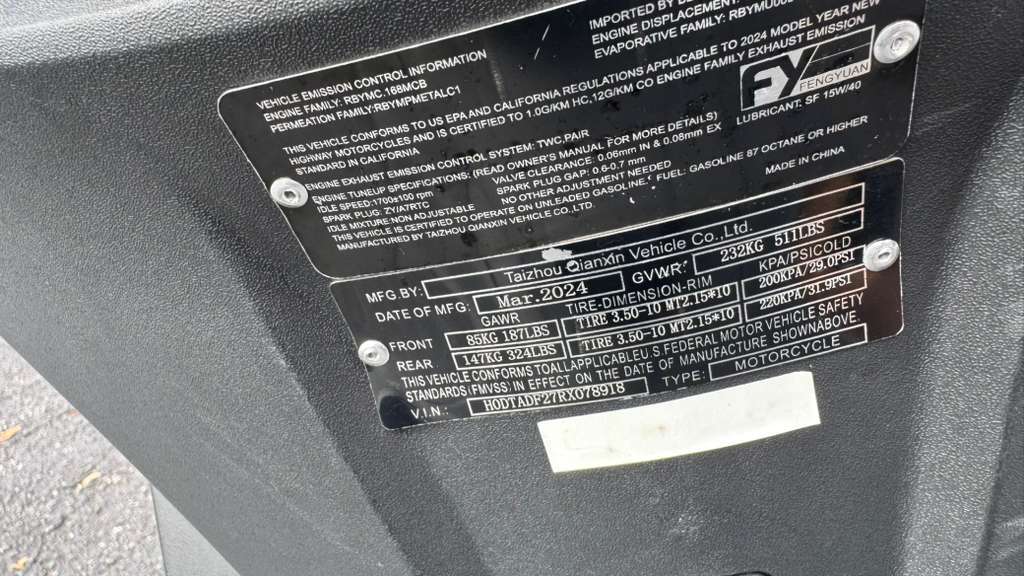 VEHICLE EMISSION CONTROL INFORMATION
ENGINE FAMILY: RBYMC.168MCB
PERMEATION FAMILY:RBYMPMETALC1
IMPORTED BY
ENGINE DISPLACEMENT:
EVAPORATIVE FAMILY:
THIS VEHICLE CONFORMS TO US EPA AND CALIFORNIA REGULATIONS APPLICABLE TO 2024 MODEL YEAR NEW
HIGHWAY MOTORCYCLES AND IS CERTIFIED TO 1.0G/KM HC,12G/KM CO ENGINE FAMILY EXHAUST EMISSION
STANDARD IN CALIFORNIA
FY
FENGYUAN
ENGINE EXHAUST EMISSION CONTROL SYSTEM: TWC,PAIR
ENGINE TUNEUP SPECIFICATIONS: (READ OWNER'S MANUAL FOR MORE DETAILS)
LUBRICANT: SF 15W/40
IDLE SPEED:1700±100 rpm
VALVE CLEARANCE: 0.06mm IN & 0.08mm EX
SPARK PLUG: ZY/ATRTC
SPARK PLUG GAP: 0.6-0.7 mm
IDLE MIXTURE:NON ADJUSTABLE
NO OTHER ADJUSTMENT NEEDED
THIS VEHICLE IS CERTIFIED TO OPERATE ON UNLEADED GASOLINE. FUEL: GASOLINE 87 OCTANE OR HIGHER
MANUFACTURED BY TAIZHOU QIANXIN VEHICLE CO.,LTD.
MADE IN CHINA
MFG.BY: Taizhou Qianxin Vehicle Co.,Ltd.
DATE OF MFG: Mar.2024 GVWR: 232KG 511LBS
GAWR TIRE-DIMENSION-RIM KPA/PSICOLD
FRONT 85KG 187LBS TIRE 3.50-10 MT2.15*10 200KPA/29.0PSI
REAR 147KG 324LBS TIRE 3.50-10 MT2.15*10 220KPA/31.9PSI
THIS VEHICLE CONFORMS TOALLAPPLICABLEU,S FEDERAL MOTOR VEHICLE SAFETY
STANDARDS FMVSS IN EFFECT ON THE DATE OF MANUFACTURE SHOWNABOVE.
V.I.N.: H0DTADF27RX078918 TYPE: MOTORCYCLE